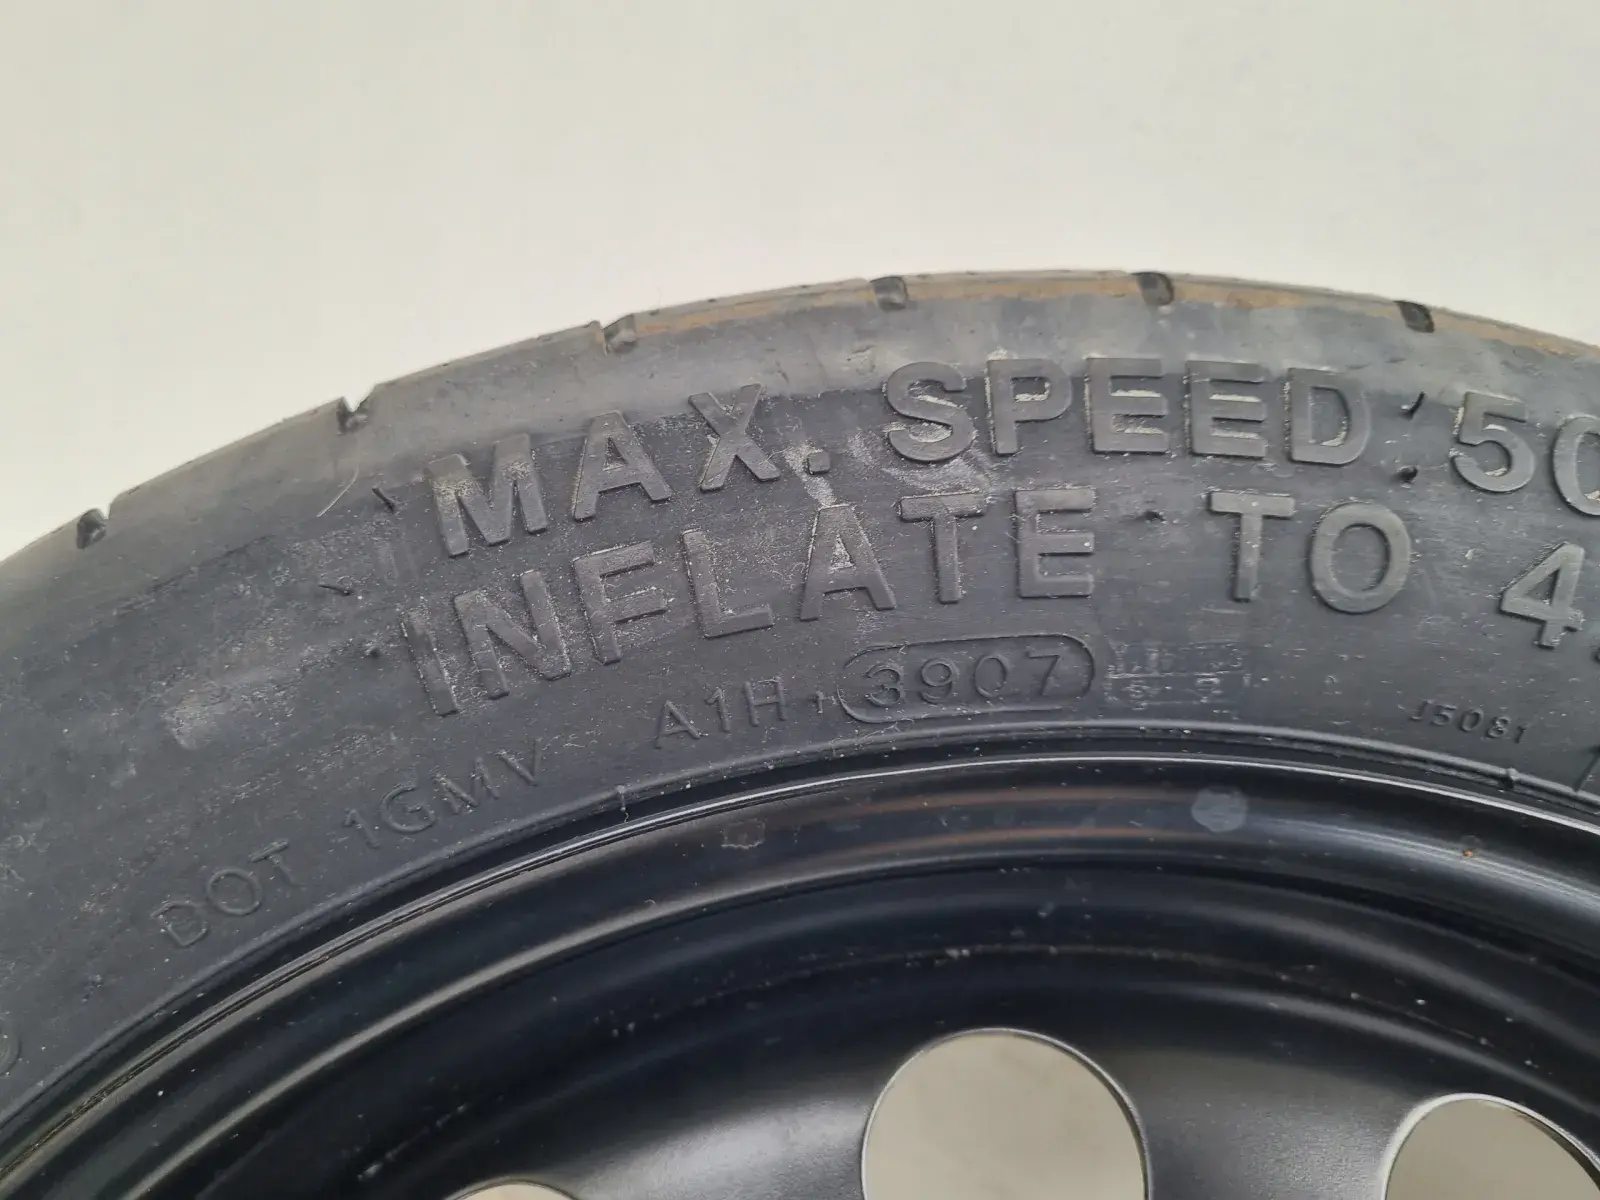 MAX. SPEED 50
INFLATE TO 4
DOT 1GMV A1H 3907
J5081